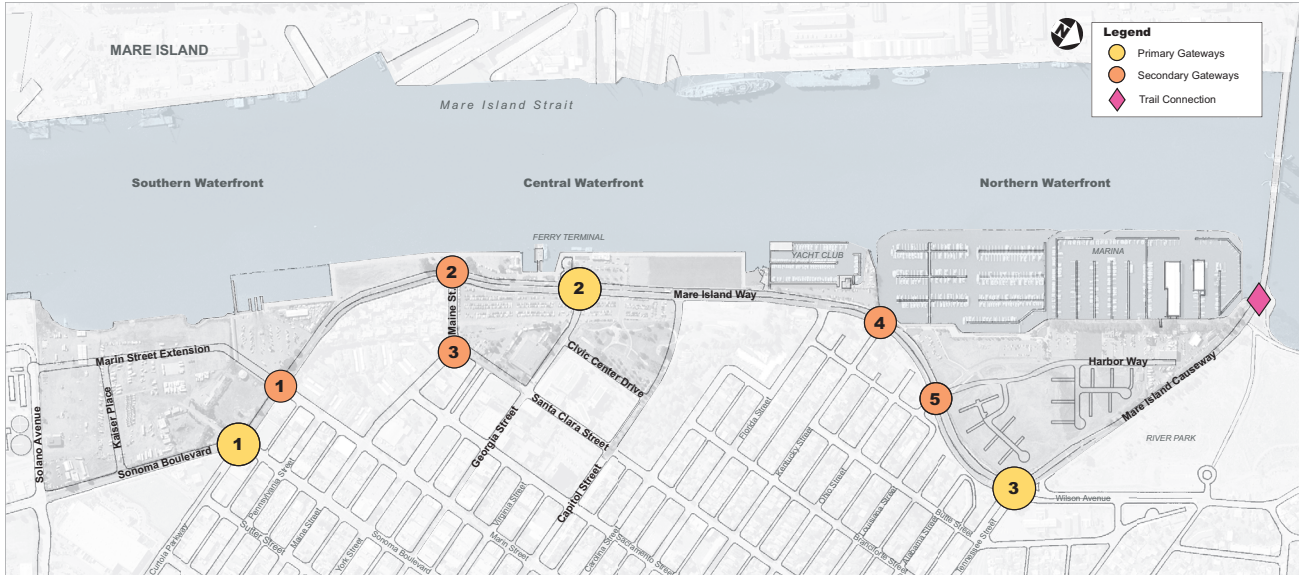 MARE ISLAND
N
Legend
Primary Gateways
Secondary Gateways
Trail Connection
Mare Island Strait
Southern Waterfront
Central Waterfront
Northern Waterfront
FERRY TERMINAL
YACHT CLUB
MARINA
2
2
Mare Island Way
Maine St.
4
3
Marin Street Extension
Civic Center Drive
Harbor Way
1
5
Kaiser Place
Mare Island Causeway
Santa Clara Street
Georgia Street
Florida Street
Solano Avenue
1
Sonoma Boulevard
Kentucky Street
RIVER PARK
Capitol Street
Pennsylvania Street
Ohio Street
3
Wilson Avenue
Virginia Street
Louisiana Street
Butte Street
Sutter Street
Maine Street
Alabama Street
Tennessee Street
Curtola Parkway
York Street
Sonoma Boulevard
Marin Street
Carolina Street
Sacramento Street